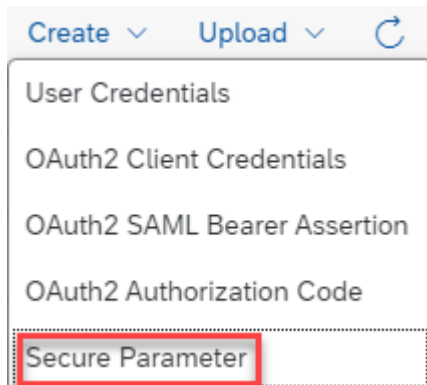 Create Upload
User Credentials
OAuth2 Client Credentials
OAuth2 SAML Bearer Assertion
OAuth2 Authorization Code
Secure Parameter